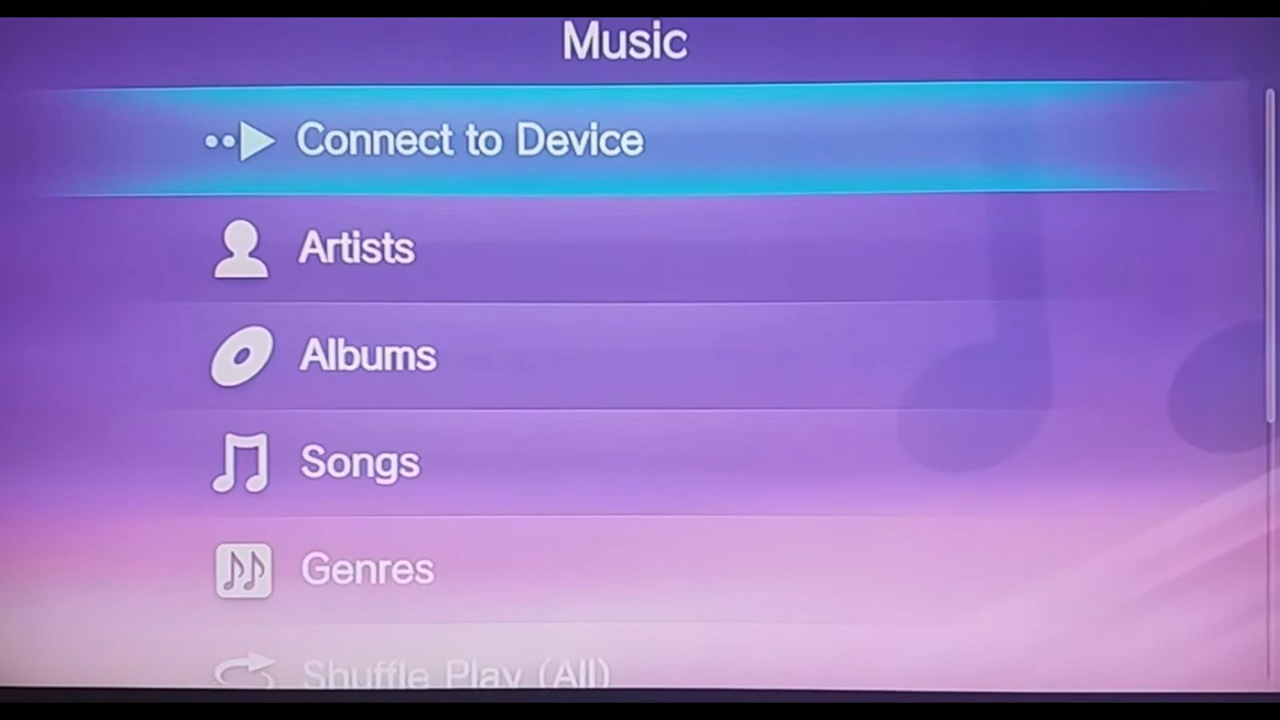 Music
Connect to Device
Artists
Albums
Songs
Genres
Shuffle Play (All)